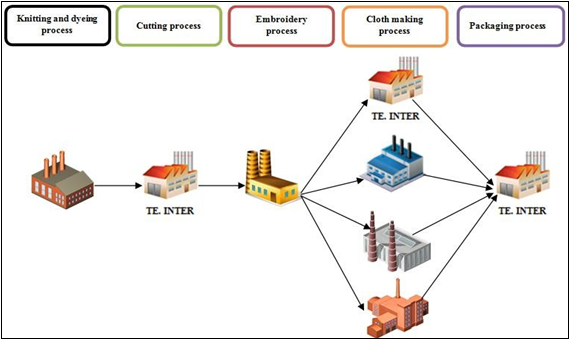 Knitting and dyeing
process
Cutting process
Embroidery
process
Cloth making
process
Packaging process
TE. INTER
TE. INTER
TE. INTER